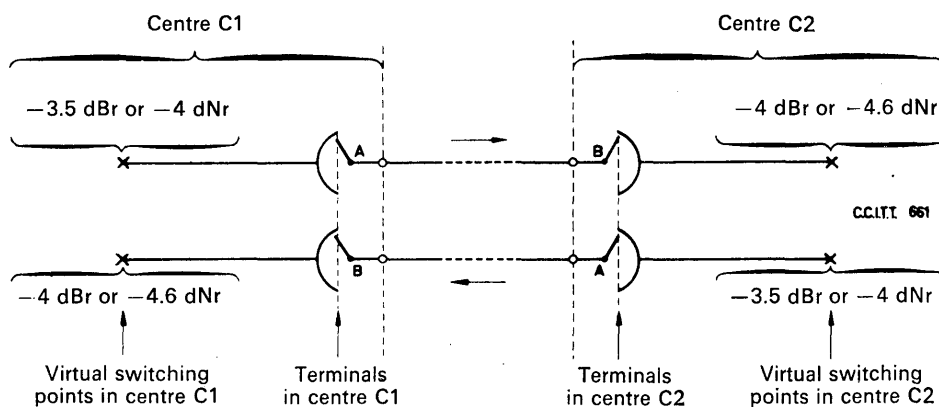 Centre C1
Centre C2
−3.5 dBr or −4 dNr
−4 dBr or −4.6 dNr
A
B
C.C.I.T.T. 661
B
A
−4 dBr or −4.6 dNr
−3.5 dBr or −4 dNr
Virtual switching
points in centre C1
Terminals
in centre C1
Terminals
in centre C2
Virtual switching
points in centre C2